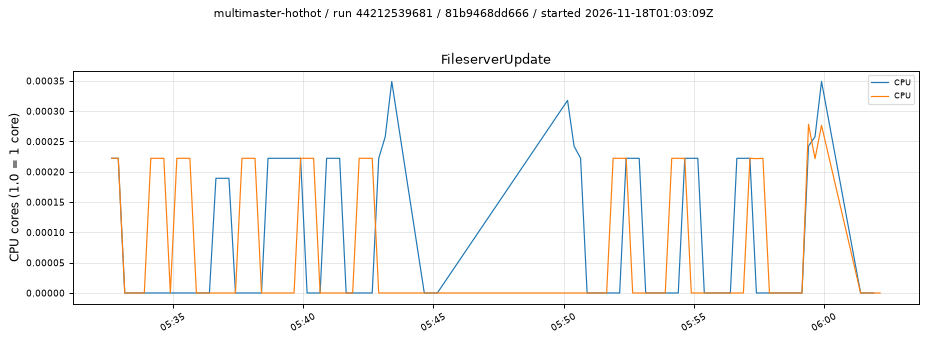 multimaster-hothot / run 44212539681 / 81b9468dd666 / started 2026-11-18T01:03:09Z
FileserverUpdate
CPU cores (1.0 = 1 core)
0.00035
0.00030
0.00025
0.00020
0.00015
0.00010
0.00005
0.00000
CPU
CPU
05:35
05:40
05:45
05:50
05:55
06:00